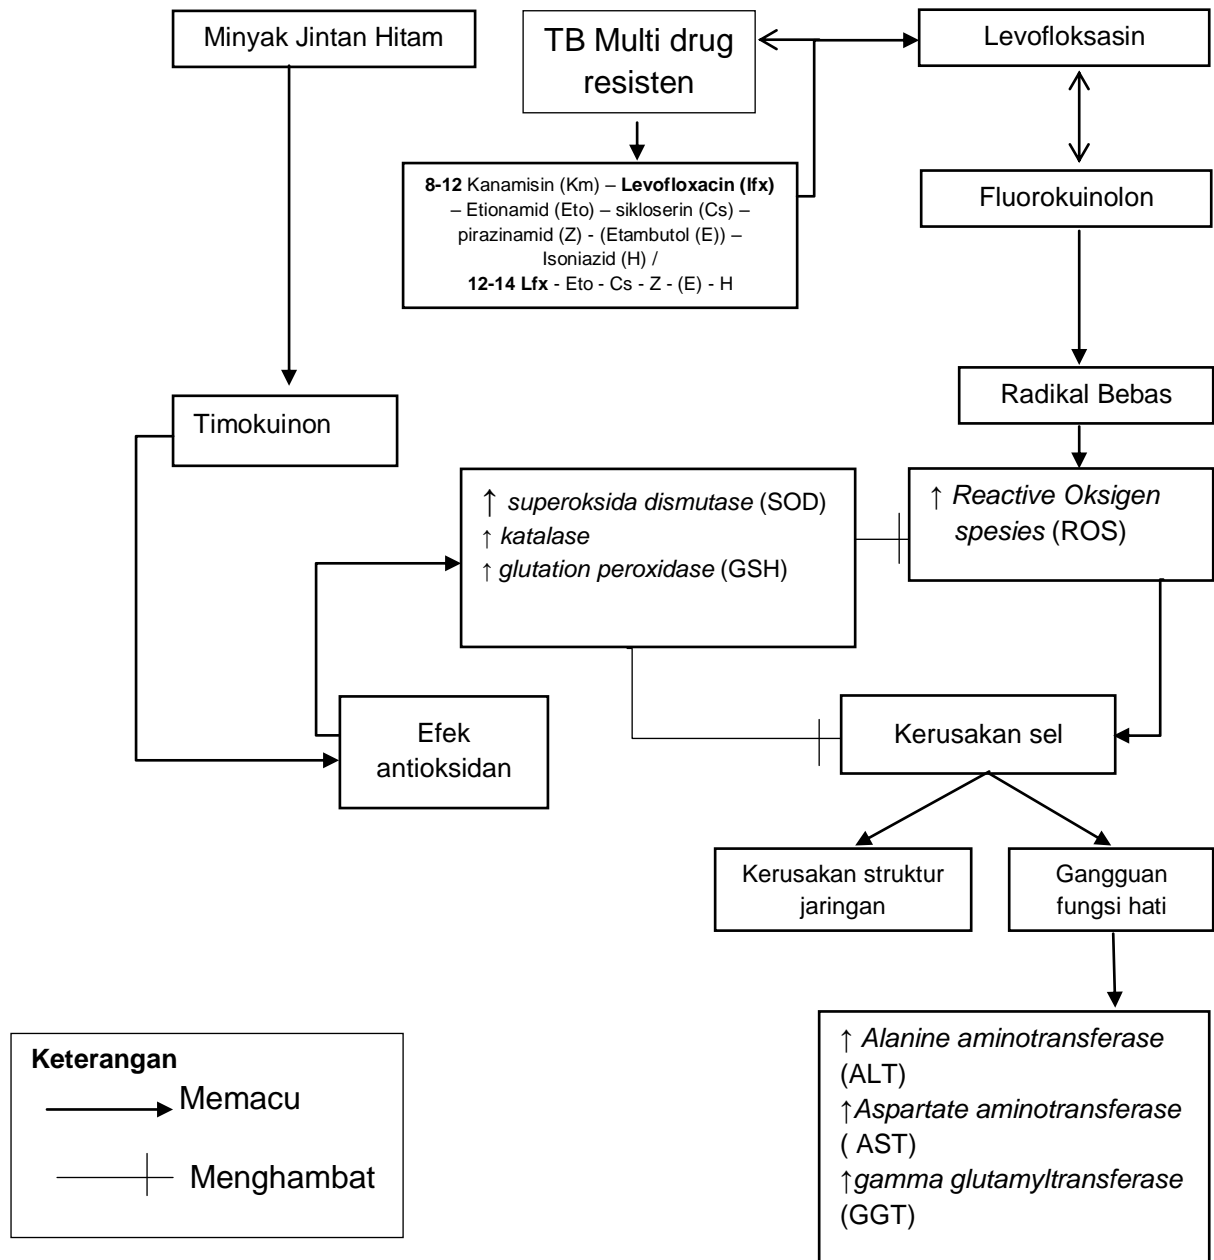 Minyak Jintan Hitam
TB Multi drug
resisten
Levofloksasin
8-12 Kanamisin (Km) – Levofloxacin (lfx)
– Etionamid (Eto) – sikloserin (Cs) –
pirazinamid (Z) - (Etambutol (E)) –
Isoniazid (H) /
12-14 Lfx - Eto - Cs - Z - (E) - H
Fluorokuinolon
Timokuinon
Radikal Bebas
↑ superoksida dismutase (SOD)
↑ katalase
↑ glutation peroxidase (GSH)
↑ Reactive Oksigen
spesies (ROS)
Efek
antioksidan
Kerusakan sel
Kerusakan struktur
jaringan
Gangguan
fungsi hati
↑ Alanine aminotransferase
(ALT)
↑Aspartate aminotransferase
( AST)
↑gamma glutamyltransferase
(GGT)
Keterangan
Memacu
Menghambat